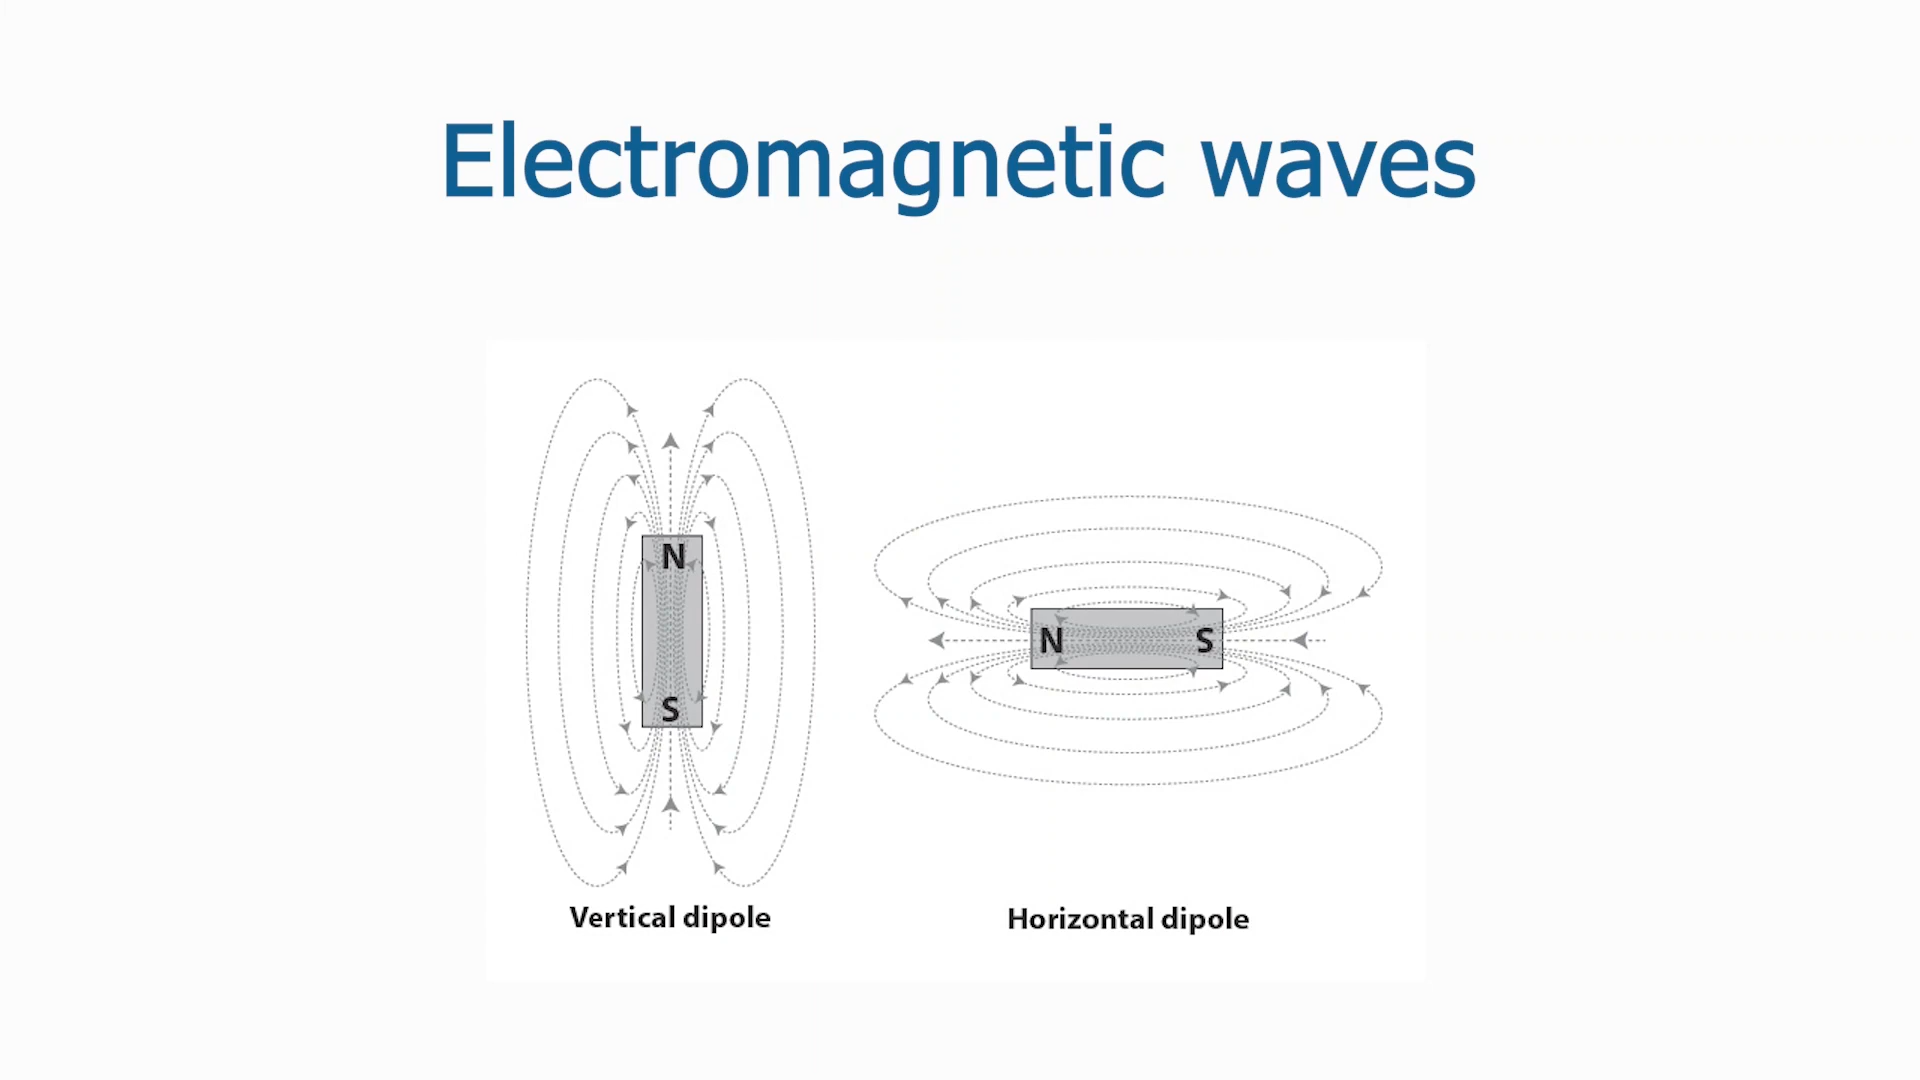 Electromagnetic waves
N
S
N S
Vertical dipole
Horizontal dipole